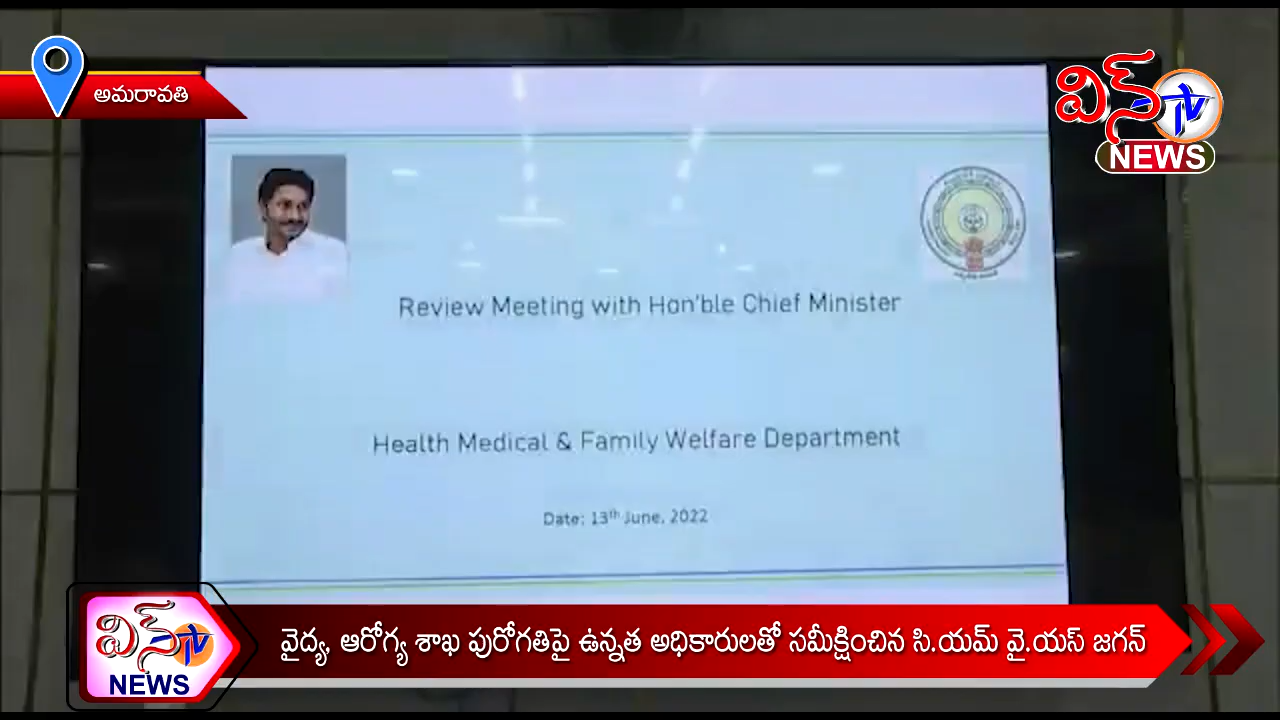 అమరావతి
విన్ TV
NEWS
Review Meeting with Hon'ble Chief Minister
Health Medical & Family Welfare Department
Date: 13th June, 2022
విన్ TV
NEWS
వైద్య, ఆరోగ్య శాఖ పురోగతిపై ఉన్నత అధికారులతో సమీక్షించిన సి.యమ్ వై.యస్ జగన్